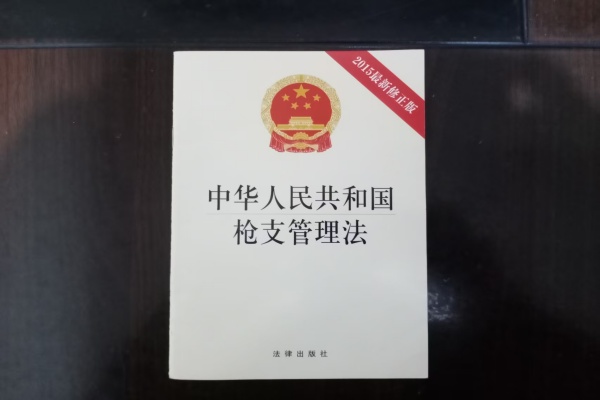 2015最新修正版
中华人民共和国
枪支管理法
法律出版社